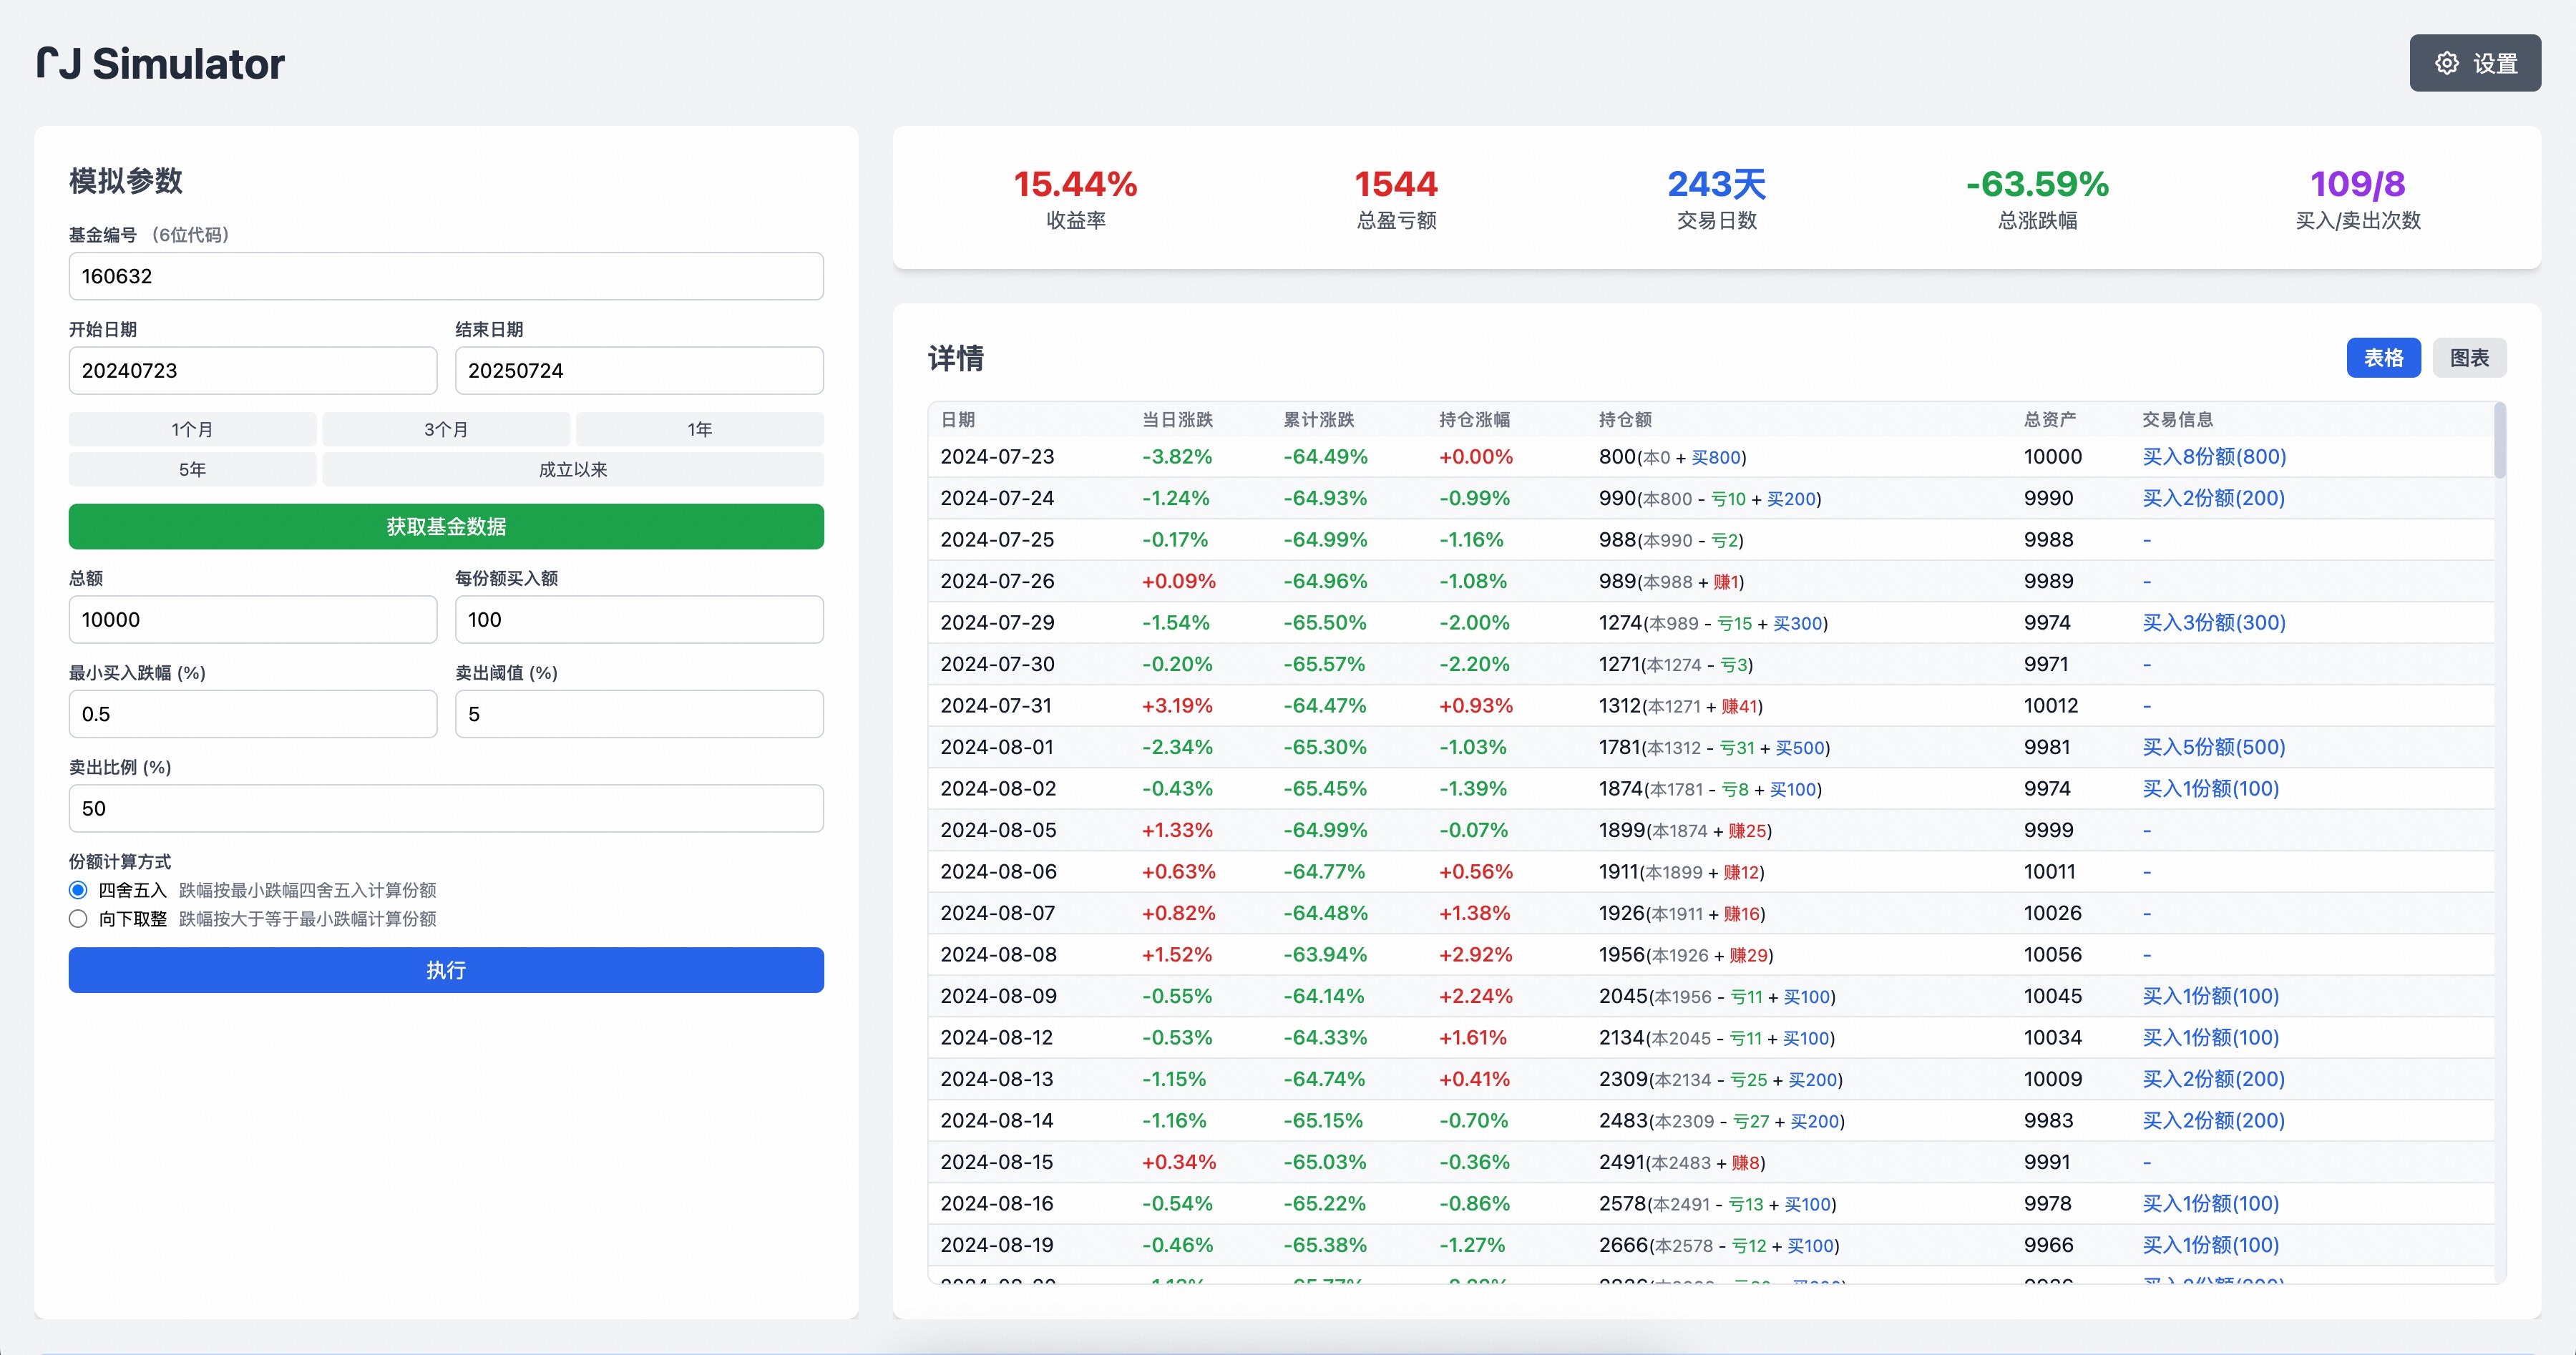 ՐJ Simulator
设置
模拟参数
基金编号 (6位代码)
160632
开始日期 结束日期
20240723 20250724
1个月 3个月 1年
5年 成立以来
获取基金数据
总额 每份额买入额
10000 100
最小买入跌幅 (%) 卖出阈值 (%)
0.5 5
卖出比例 (%)
50
份额计算方式
四舍五入 跌幅按最小跌幅四舍五入计算份额
向下取整 跌幅按大于等于最小跌幅计算份额
执行
15.44% 1544 243天 -63.59% 109/8
收益率 总盈亏额 交易日数 总涨跌幅 买入/卖出次数
详情
表格 图表
日期 当日涨跌 累计涨跌 持仓涨幅 持仓额 总资产 交易信息
2024-07-23 -3.82% -64.49% +0.00% 800(本0 + 买800) 10000 买入8份额(800)
2024-07-24 -1.24% -64.93% -0.99% 990(本800 - 亏10 + 买200) 9990 买入2份额(200)
2024-07-25 -0.17% -64.99% -1.16% 988(本990 - 亏2) 9988 -
2024-07-26 +0.09% -64.96% -1.08% 989(本988 + 赚1) 9989 -
2024-07-29 -1.54% -65.50% -2.00% 1274(本989 - 亏15 + 买300) 9974 买入3份额(300)
2024-07-30 -0.20% -65.57% -2.20% 1271(本1274 - 亏3) 9971 -
2024-07-31 +3.19% -64.47% +0.93% 1312(本1271 + 赚41) 10012 -
2024-08-01 -2.34% -65.30% -1.03% 1781(本1312 - 亏31 + 买500) 9981 买入5份额(500)
2024-08-02 -0.43% -65.45% -1.39% 1874(本1781 - 亏8 + 买100) 9974 买入1份额(100)
2024-08-05 +1.33% -64.99% -0.07% 1899(本1874 + 赚25) 9999 -
2024-08-06 +0.63% -64.77% +0.56% 1911(本1899 + 赚12) 10011 -
2024-08-07 +0.82% -64.48% +1.38% 1926(本1911 + 赚16) 10026 -
2024-08-08 +1.52% -63.94% +2.92% 1956(本1926 + 赚29) 10056 -
2024-08-09 -0.55% -64.14% +2.24% 2045(本1956 - 亏11 + 买100) 10045 买入1份额(100)
2024-08-12 -0.53% -64.33% +1.61% 2134(本2045 - 亏11 + 买100) 10034 买入1份额(100)
2024-08-13 -1.15% -64.74% +0.41% 2309(本2134 - 亏25 + 买200) 10009 买入2份额(200)
2024-08-14 -1.16% -65.15% -0.70% 2483(本2309 - 亏27 + 买200) 9983 买入2份额(200)
2024-08-15 +0.34% -65.03% -0.36% 2491(本2483 + 赚8) 9991 -
2024-08-16 -0.54% -65.22% -0.86% 2578(本2491 - 亏13 + 买100) 9978 买入1份额(100)
2024-08-19 -0.46% -65.38% -1.27% 2666(本2578 - 亏12 + 买100) 9966 买入1份额(100)